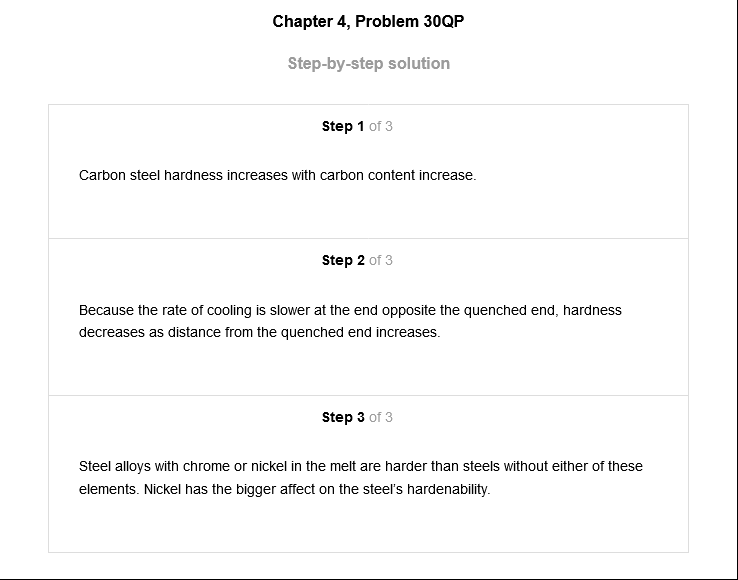 Chapter 4, Problem 30QP
Step-by-step solution
Step 1 of 3
Carbon steel hardness increases with carbon content increase.
Step 2 of 3
Because the rate of cooling is slower at the end opposite the quenched end, hardness
decreases as distance from the quenched end increases.
Step 3 of 3
Steel alloys with chrome or nickel in the melt are harder than steels without either of these
elements. Nickel has the bigger affect on the steel's hardenability.